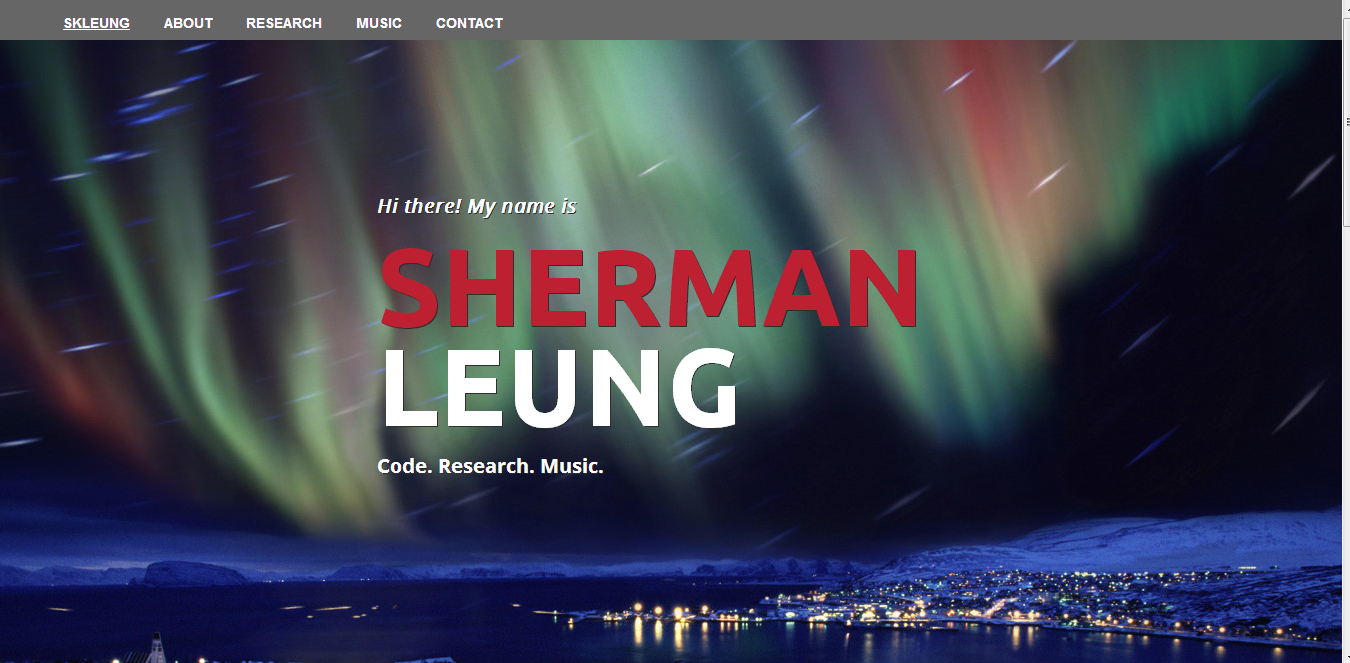 SKLEUNG ABOUT RESEARCH MUSIC CONTACT
Hi there! My name is
SHERMAN
LEUNG
Code. Research. Music.